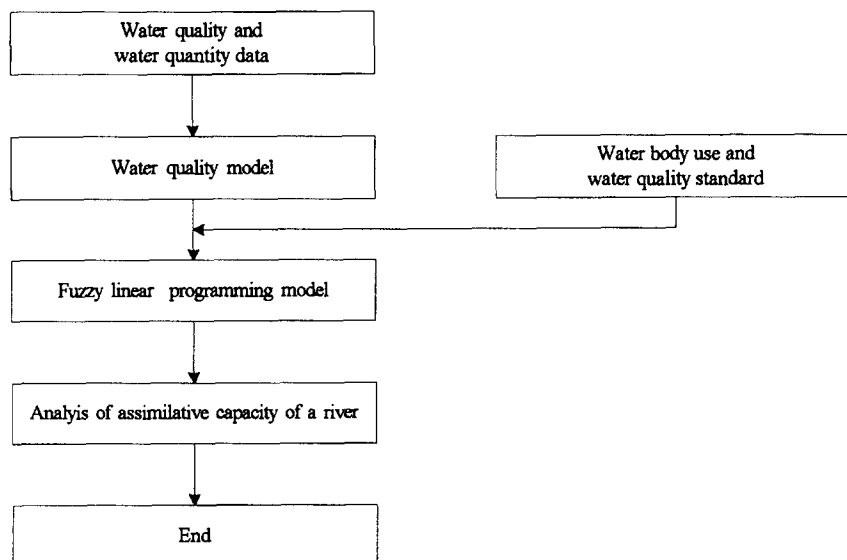 Water quality and
water quantity data
Water quality model
Water body use and
water quality standard
Fuzzy linear programming model
Analyis of assimilative capacity of a river
End